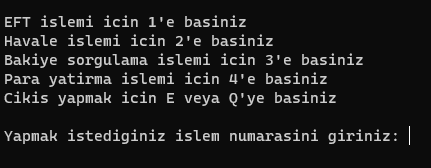 EFT islemi icin 1'e basiniz
Havale islemi icin 2'e basiniz
Bakiye sorgulama islemi icin 3'e basiniz
Para yatirma islemi icin 4'e basiniz
Cikis yapmak icin E veya Q'ye basiniz
Yapmak istediginiz islem numarasini giriniz: